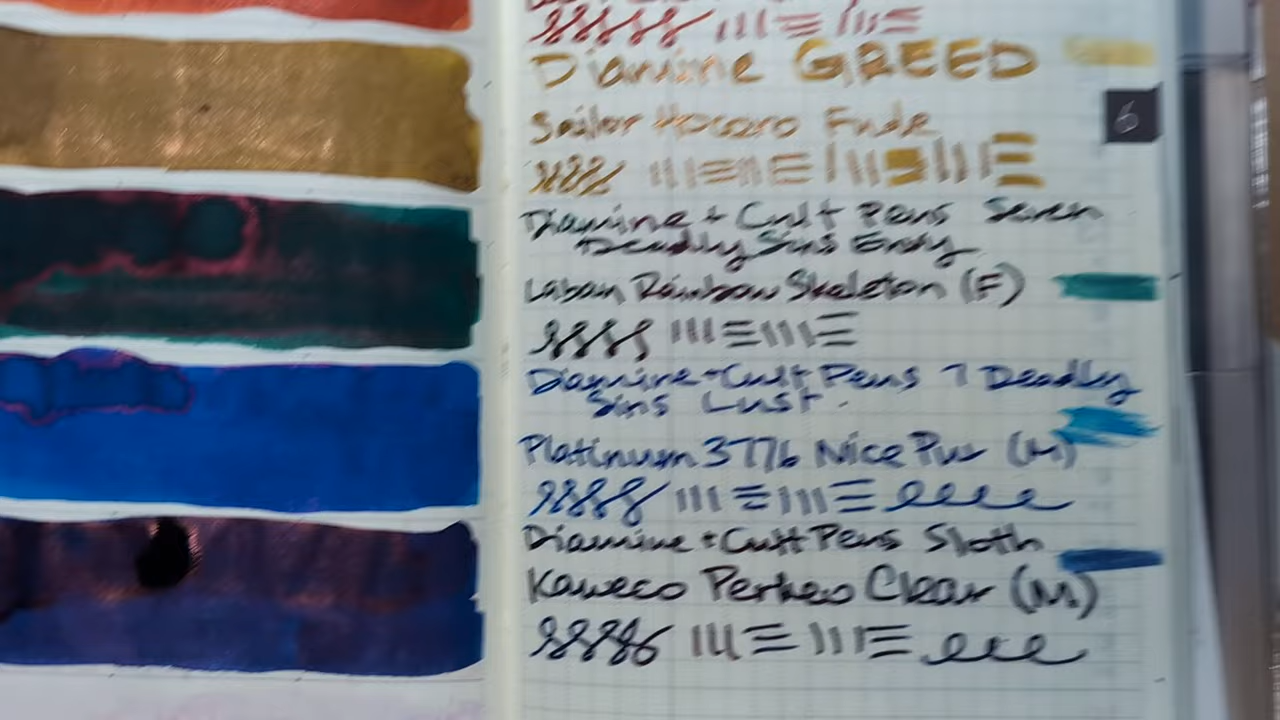 Diamine GREED
Sailor Hocoro Fude
6
Diamine + Cult Pens Seven
Deadly Sins Envy
Laban Rainbow Skeleton (F)
Diamine + Cult Pens 7 Deadly
Sins Lust.
Platinum 3776 Nice Pur (M)
Diamine + Cult Pens Sloth
Kaweco Perkeo Clear (M)